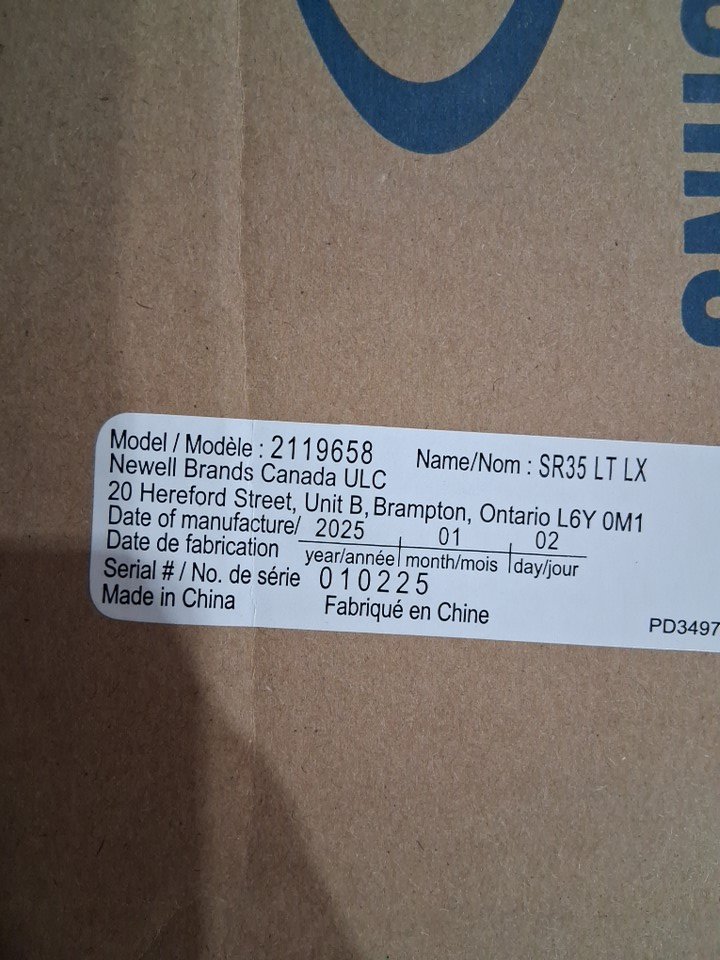 Model / Modèle : 2119658 Name/Nom : SR35 LT LX
Newell Brands Canada ULC
20 Hereford Street, Unit B, Brampton, Ontario L6Y 0M1
Date of manufacture/ 2025 01 02
Date de fabrication year/année month/mois day/jour
Serial # / No. de série 010225
Made in China Fabriqué en Chine
PD3497